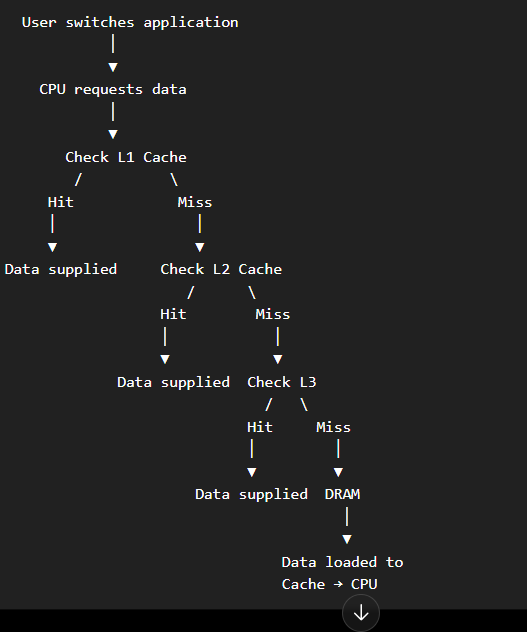 User switches application
│
▼
CPU requests data
│
▼
Check L1 Cache
/ \
Hit Miss
│ │
▼ ▼
Data supplied Check L2 Cache
/ \
Hit Miss
│ │
▼ ▼
Data supplied Check L3
/ \
Hit Miss
│ │
▼ ▼
Data supplied DRAM
│
▼
Data loaded to
Cache → CPU